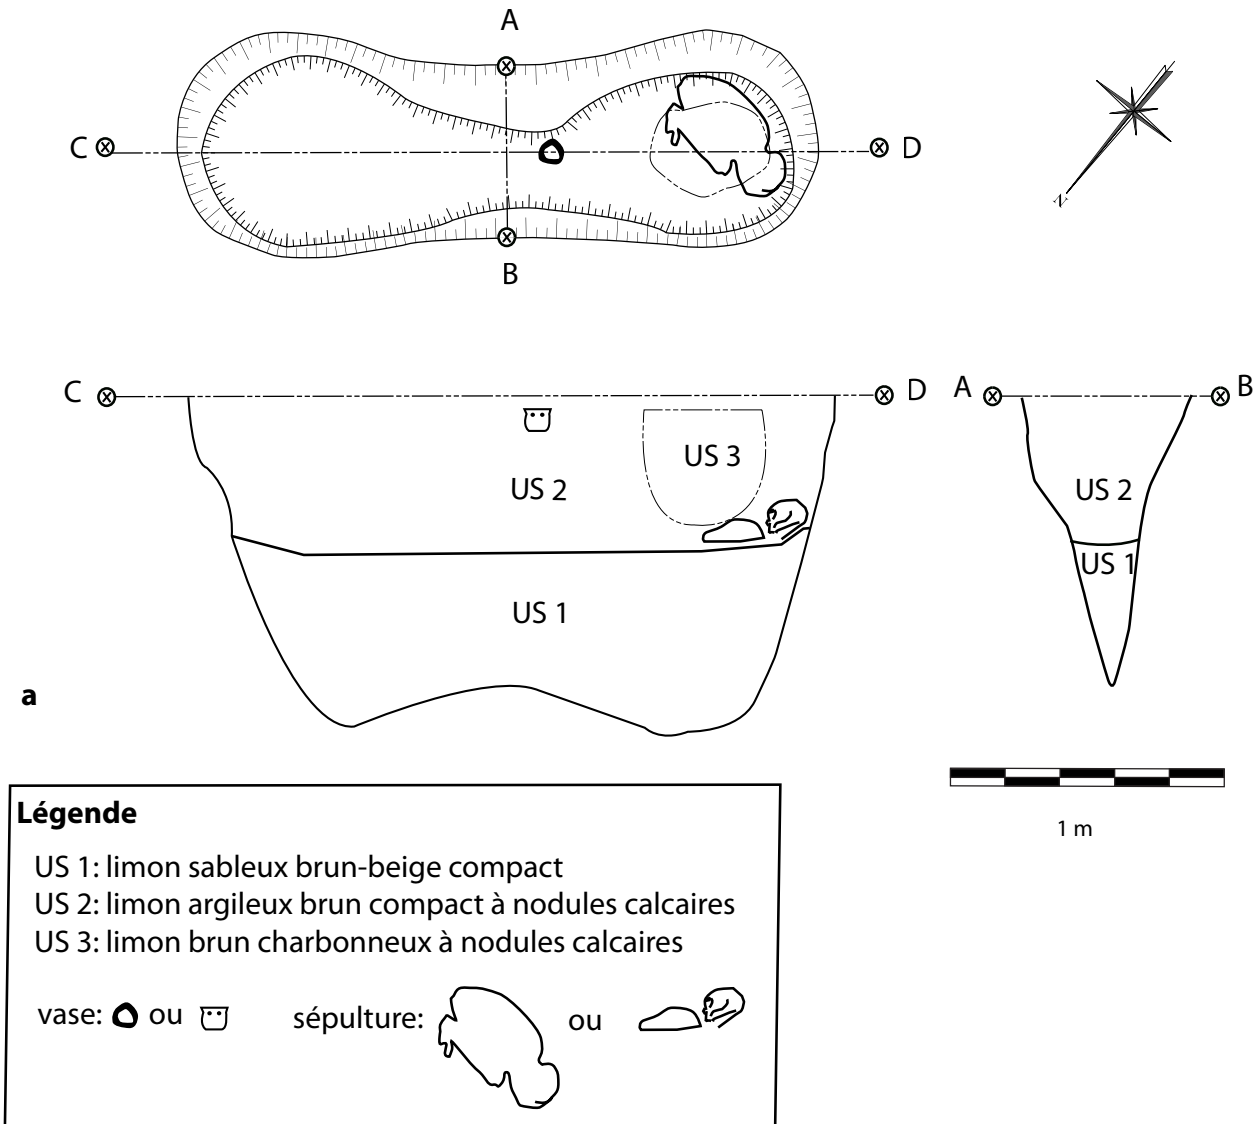 A
C
D
B
N
C
D
A
B
US 3
US 2
US 2
US 1
US 1
a
1 m
Légende
US 1: limon sableux brun-beige compact
US 2: limon argileux brun compact à nodules calcaires
US 3: limon brun charbonneux à nodules calcaires
vase: ou sépulture: ou